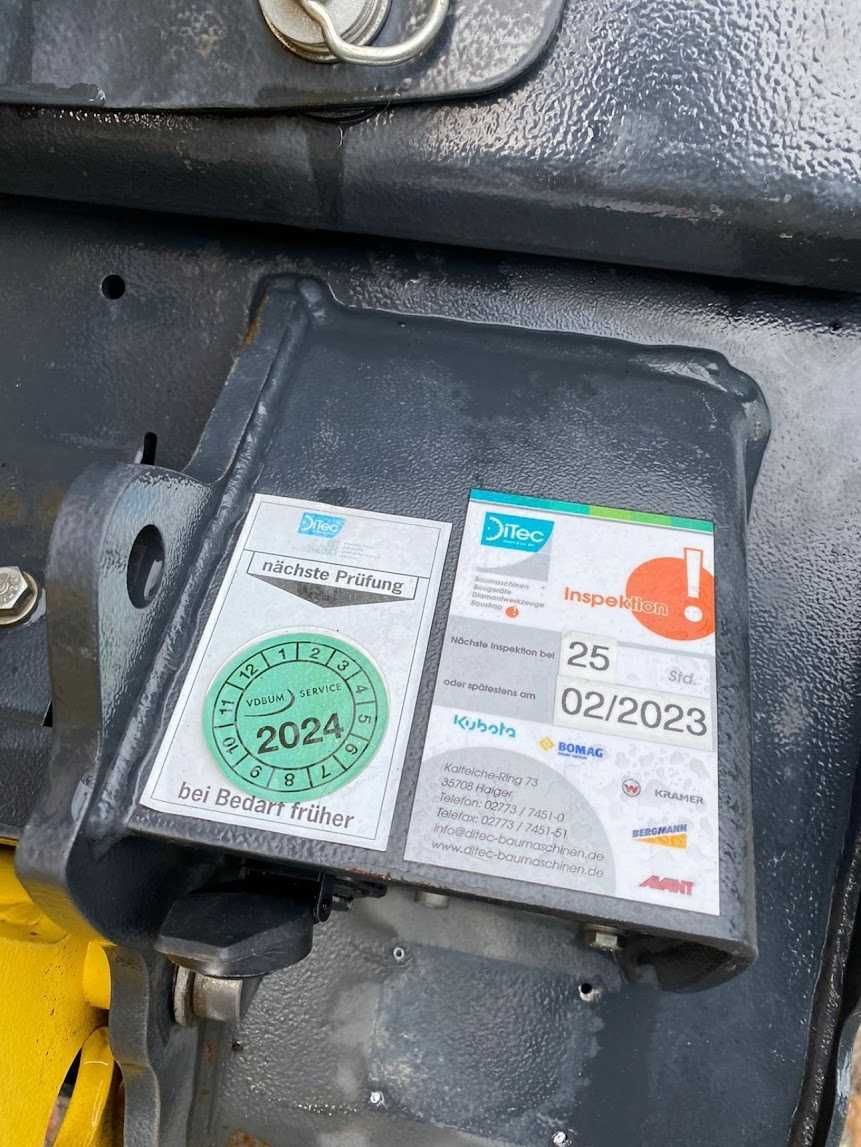 DiTec
nächste Prüfung
12 1 2 3 4 5 6 7 8 9 10 11
VDBUM SERVICE
2024
bei Bedarf früher
DiTec
Baumaschinen
Baugeräte
Diamantwerkzeuge
Baushop
Inspektion
Nächste Inspektion bei 25 Std.
oder spätestens am 02/2023
Kubota
BOMAG
KRAMER
BERGMANN
AVANT
Kalteiche-Ring 73
35708 Haiger
Telefon: 02773 / 7451-0
Telefax: 02773 / 7451-51
info@ditec-baumaschinen.de
www.ditec-baumaschinen.de